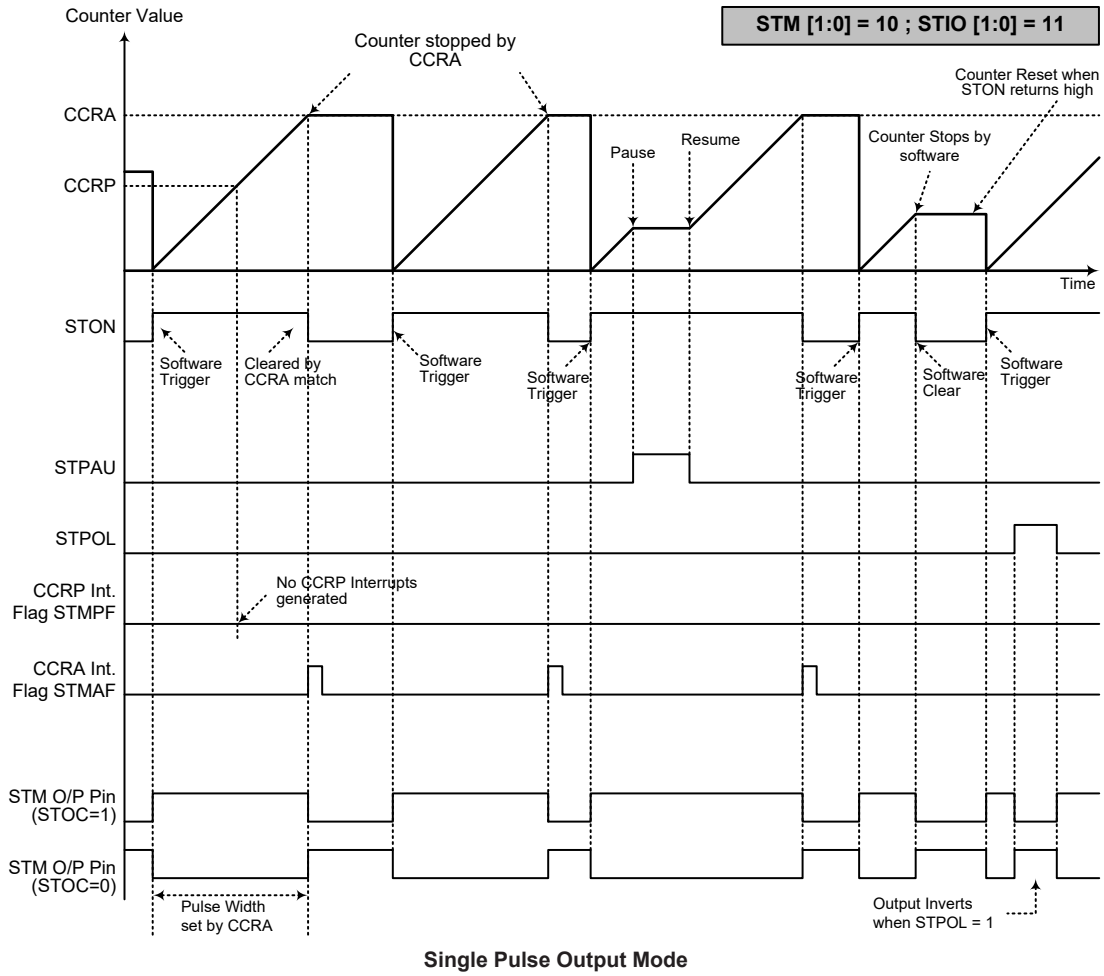 Counter Value
STM [1:0] = 10 ; STIO [1:0] = 11
Counter stopped by
CCRA
Counter Reset when
STON returns high
CCRA
Pause
Resume
Counter Stops by
software
CCRP
Time
STON
Software
Trigger
Cleared by
CCRA match
Software
Trigger
Software
Trigger
Software
Trigger
Software
Clear
Software
Trigger
STPAU
STPOL
No CCRP Interrupts
generated
CCRP Int.
Flag STMPF
CCRA Int.
Flag STMAF
STM O/P Pin
(STOC=1)
STM O/P Pin
(STOC=0)
Pulse Width
set by CCRA
Output Inverts
when STPOL = 1
Single Pulse Output Mode